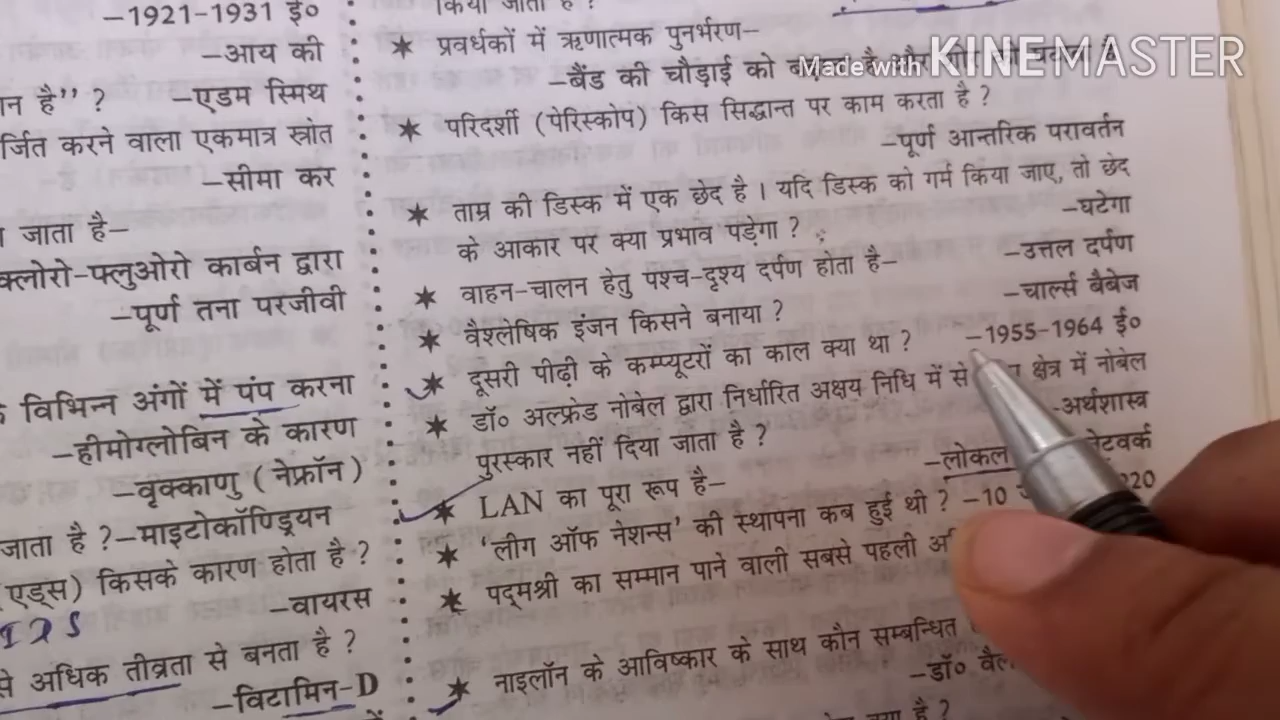 –1921-1931 ई०
–आय की
ान है" ? –एडम स्मिथ
र्जित करने वाला एकमात्र स्त्रोत
–सीमा कर
जाता है–
क्लोरो-फ्लुओरो कार्बन द्वारा
–पूर्ण तना परजीवी
विभिन्न अंगों में पंप करना
–हीमोग्लोबिन के कारण
–वृक्काणु (नेफ्रॉन)
जाता है ?–माइटोकॉण्ड्रियन
(एड्स) किसके कारण होता है ?
–वायरस
से अधिक तीव्रता से बनता है ?
–विटामिन-D
किया जाता है ?
★ प्रवर्धकों में ऋणात्मक पुनर्भरण–
–बैंड की चौड़ाई को
Made with KINEMASTER
★ परिदर्शी (पेरिस्कोप) किस सिद्धान्त पर काम करता है ?
–पूर्ण आन्तरिक परावर्तन
★ ताम्र की डिस्क में एक छेद है । यदि डिस्क को गर्म किया जाए, तो छेद
के आकार पर क्या प्रभाव पड़ेगा ? –घटेगा
★ वाहन-चालन हेतु पश्च-दृश्य दर्पण होता है– –उत्तल दर्पण
★ वैश्लेषिक इंजन किसने बनाया ? –चार्ल्स बैबेज
★ दूसरी पीढ़ी के कम्प्यूटरों का काल क्या था ? –1955-1964 ई०
★ डॉ० अल्फ्रेड नोबेल द्वारा निर्धारित अक्षय निधि में से क्षेत्र में नोबेल
पुरस्कार नहीं दिया जाता है ? -अर्थशास्त्र
★ LAN का पूरा रूप है– –लोकल नेटवर्क
★ 'लीग ऑफ नेशन्स' की स्थापना कब हुई थी ? –10
★ पद्मश्री का सम्मान पाने वाली सबसे पहली
★ नाइलॉन के आविष्कार के साथ कौन सम्बन्धित
–डॉ०